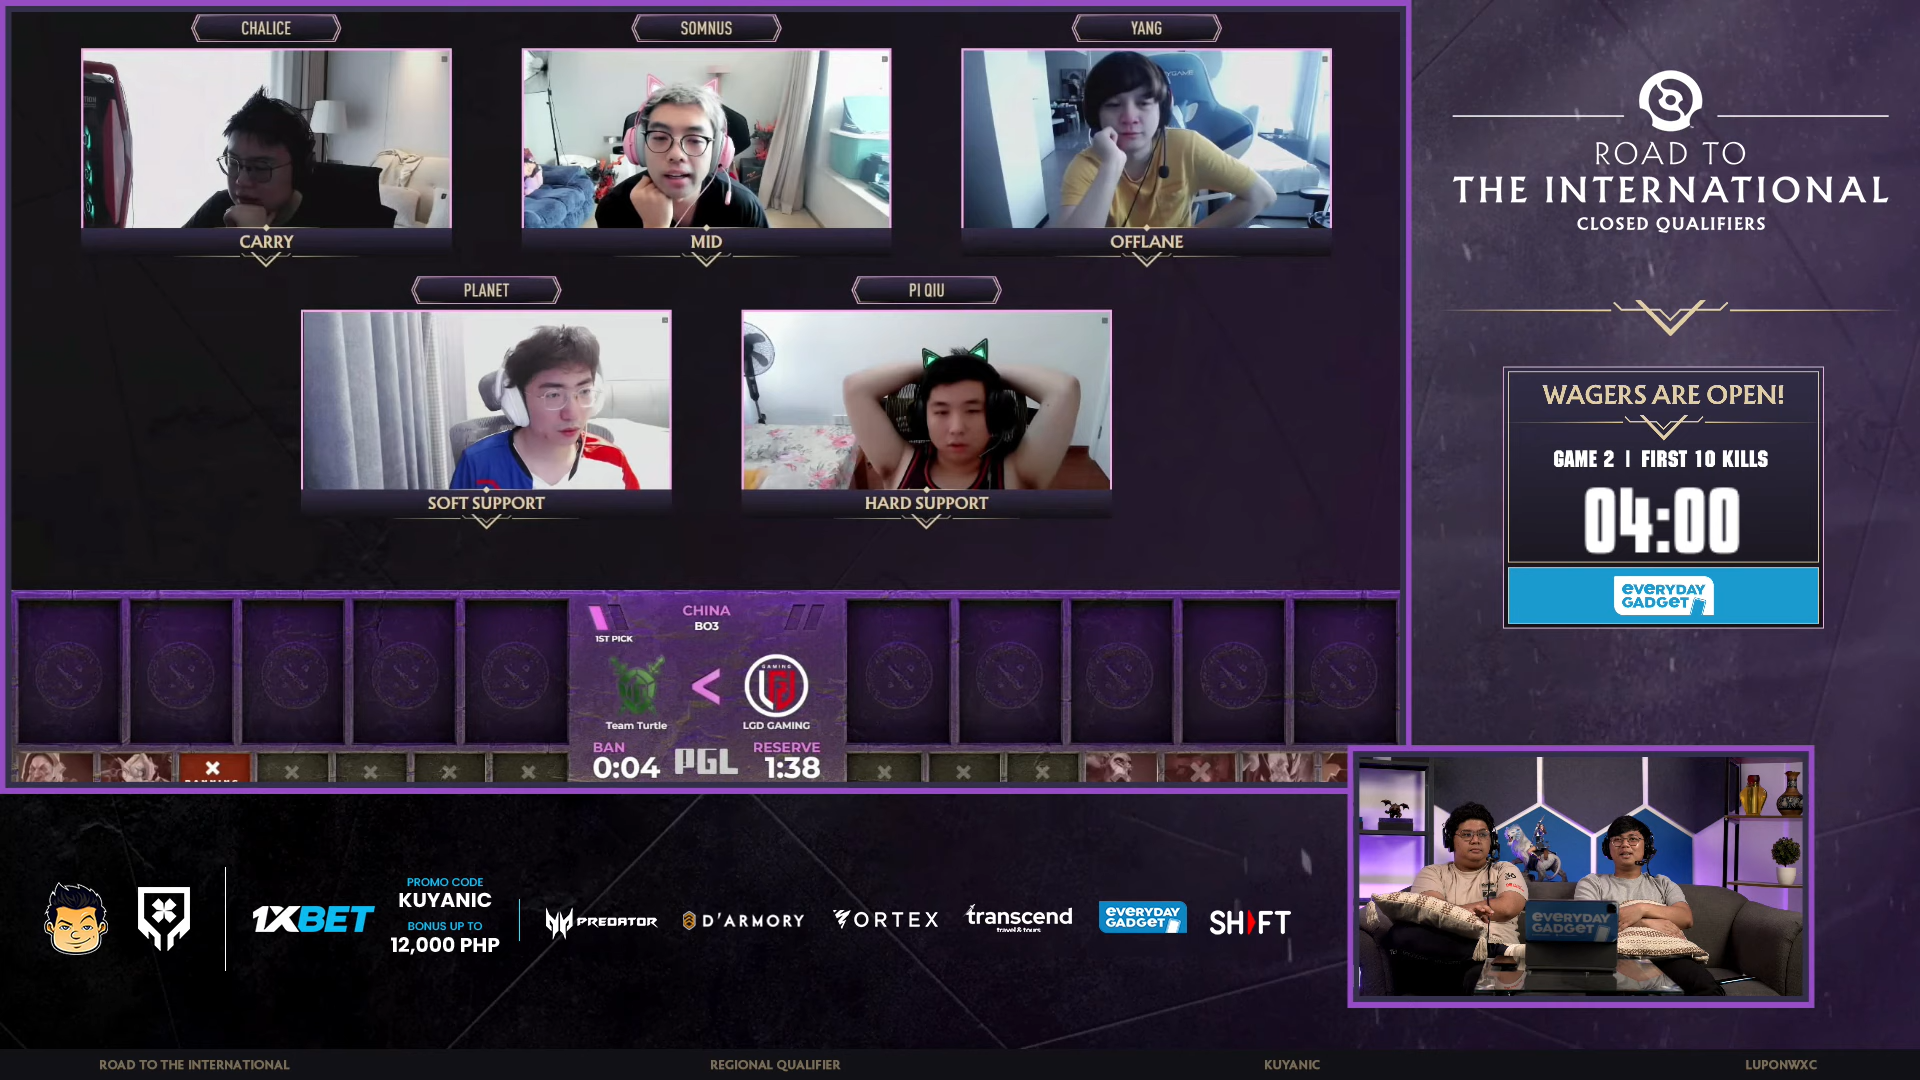 CHALICE
SOMNUS
YANG
CARRY
MID
OFFLANE
PLANET
PI QIU
SOFT SUPPORT
HARD SUPPORT
ROAD TO
THE INTERNATIONAL
CLOSED QUALIFIERS
WAGERS ARE OPEN!
GAME 2 | FIRST 10 KILLS
04:00
EVERYDAY
GADGET
1ST PICK
CHINA
BO3
Team Turtle
<
GAMING
LGD GAMING
BAN
0:04
PGL
RESERVE
1:38
1XBET
PROMO CODE
KUYANIC
BONUS UP TO
12,000 PHP
PREDATOR
D'ARMORY
VORTEX
transcend
travel & tours
EVERYDAY
GADGET
SHIFT
EVERYDAY
GADGET
ROAD TO THE INTERNATIONAL
REGIONAL QUALIFIER
KUYANIC
LUPONWXC